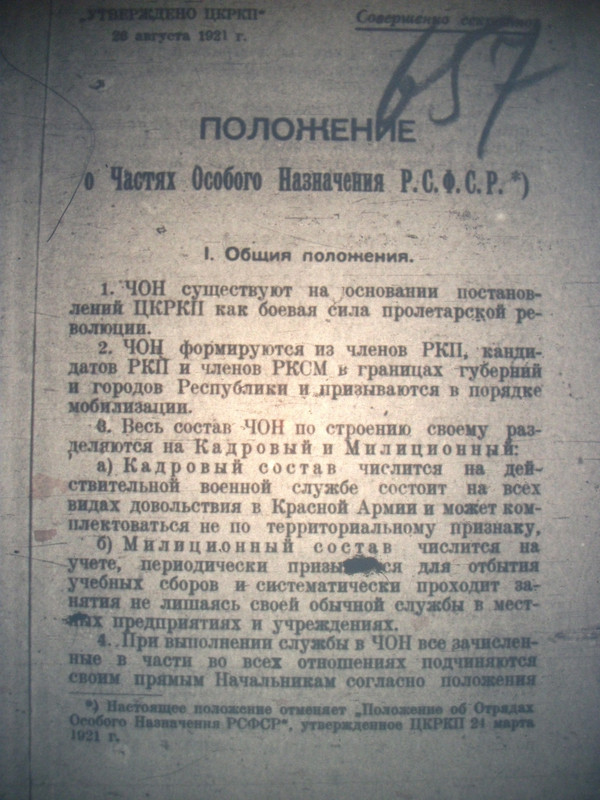 „УТВЕРЖДЕНО ЦКРКП“
26 августа 1921 г.
Совершенно секретно
657
ПОЛОЖЕНИЕ
о Частях Особого Назначения Р.С.Ф.С.Р.*)
I. Общия положения.
1. ЧОН существуют на основании постанов-
лений ЦКРКП как боевая сила пролетарской ре-
волюции.
2. ЧОН формируются из членов РКП, канди-
датов РКП и членов РКСМ в границах губерний
и городов Республики и призываются в порядке
мобилизации.
3. Весь состав ЧОН по строению своему раз-
деляются на Кадровый и Милиционный:
а) Кадровый состав числится на дей-
ствительной военной службе состоит на всех
видах довольствия в Красной Армии и может ком-
плектоваться не по территориальному признаку,
б) Милиционный состав числится на
учете, периодически призы ся для отбытия
учебных сборов и систематически проходит за-
нятия не лишаясь своей обычной службы в мест-
ных предприятиях и учреждениях.
4. При выполнении службы в ЧОН все зачислен-
ные в части во всех отношениях подчиняются
своим прямым Начальникам согласно положения
*) Настоящее положение отменяет „Положение об Отрядах
Особого Назначения РСФСР“, утвержденное ЦКРКП 24 марта
1921 г.